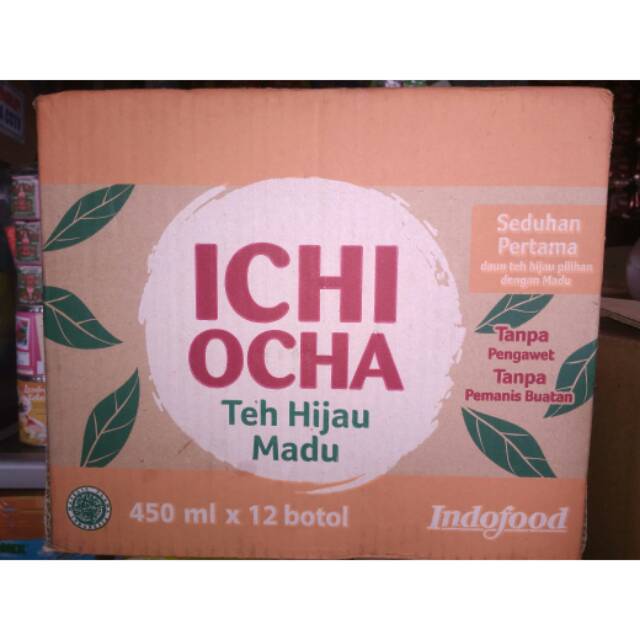 ICHI
OCHA
Teh Hijau
Madu
Seduhan
Pertama
daun teh hijau pilihan
dengan Madu
Tanpa
Pengawet
Tanpa
Pemanis Buatan
450 ml x 12 botol
Indofood